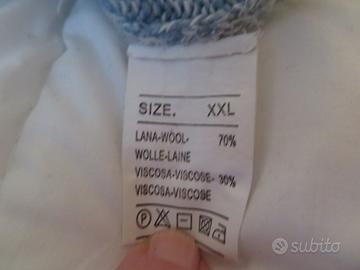 SIZE. XXL
LANA-WOOL- 70%
WOLLE-LAINE
VISCOSA-VISCOSE- 30%
VISCOSA-VISCOSE
P
subito